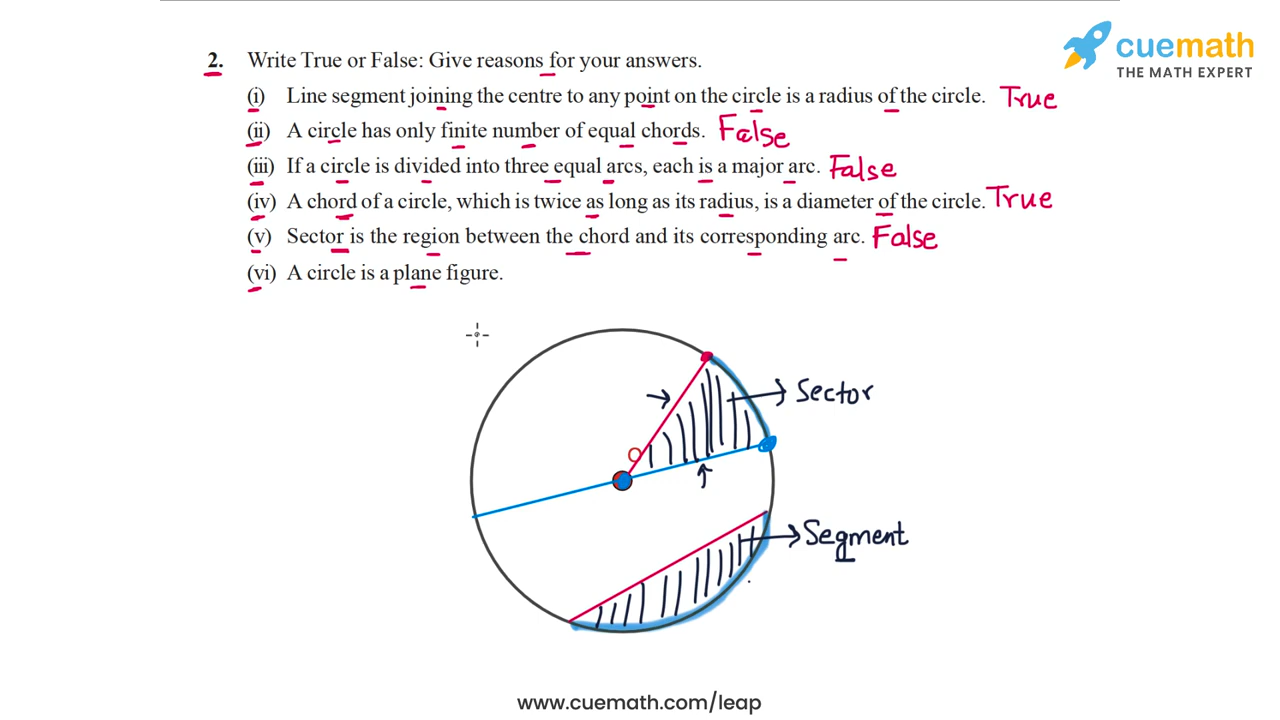 cuemath
THE MATH EXPERT
2. Write True or False: Give reasons for your answers.
(i) Line segment joining the centre to any point on the circle is a radius of the circle. True
(ii) A circle has only finite number of equal chords. False
(iii) If a circle is divided into three equal arcs, each is a major arc. False
(iv) A chord of a circle, which is twice as long as its radius, is a diameter of the circle. True
(v) Sector is the region between the chord and its corresponding arc. False
(vi) A circle is a plane figure.
Sector
O
Segment
www.cuemath.com/leap